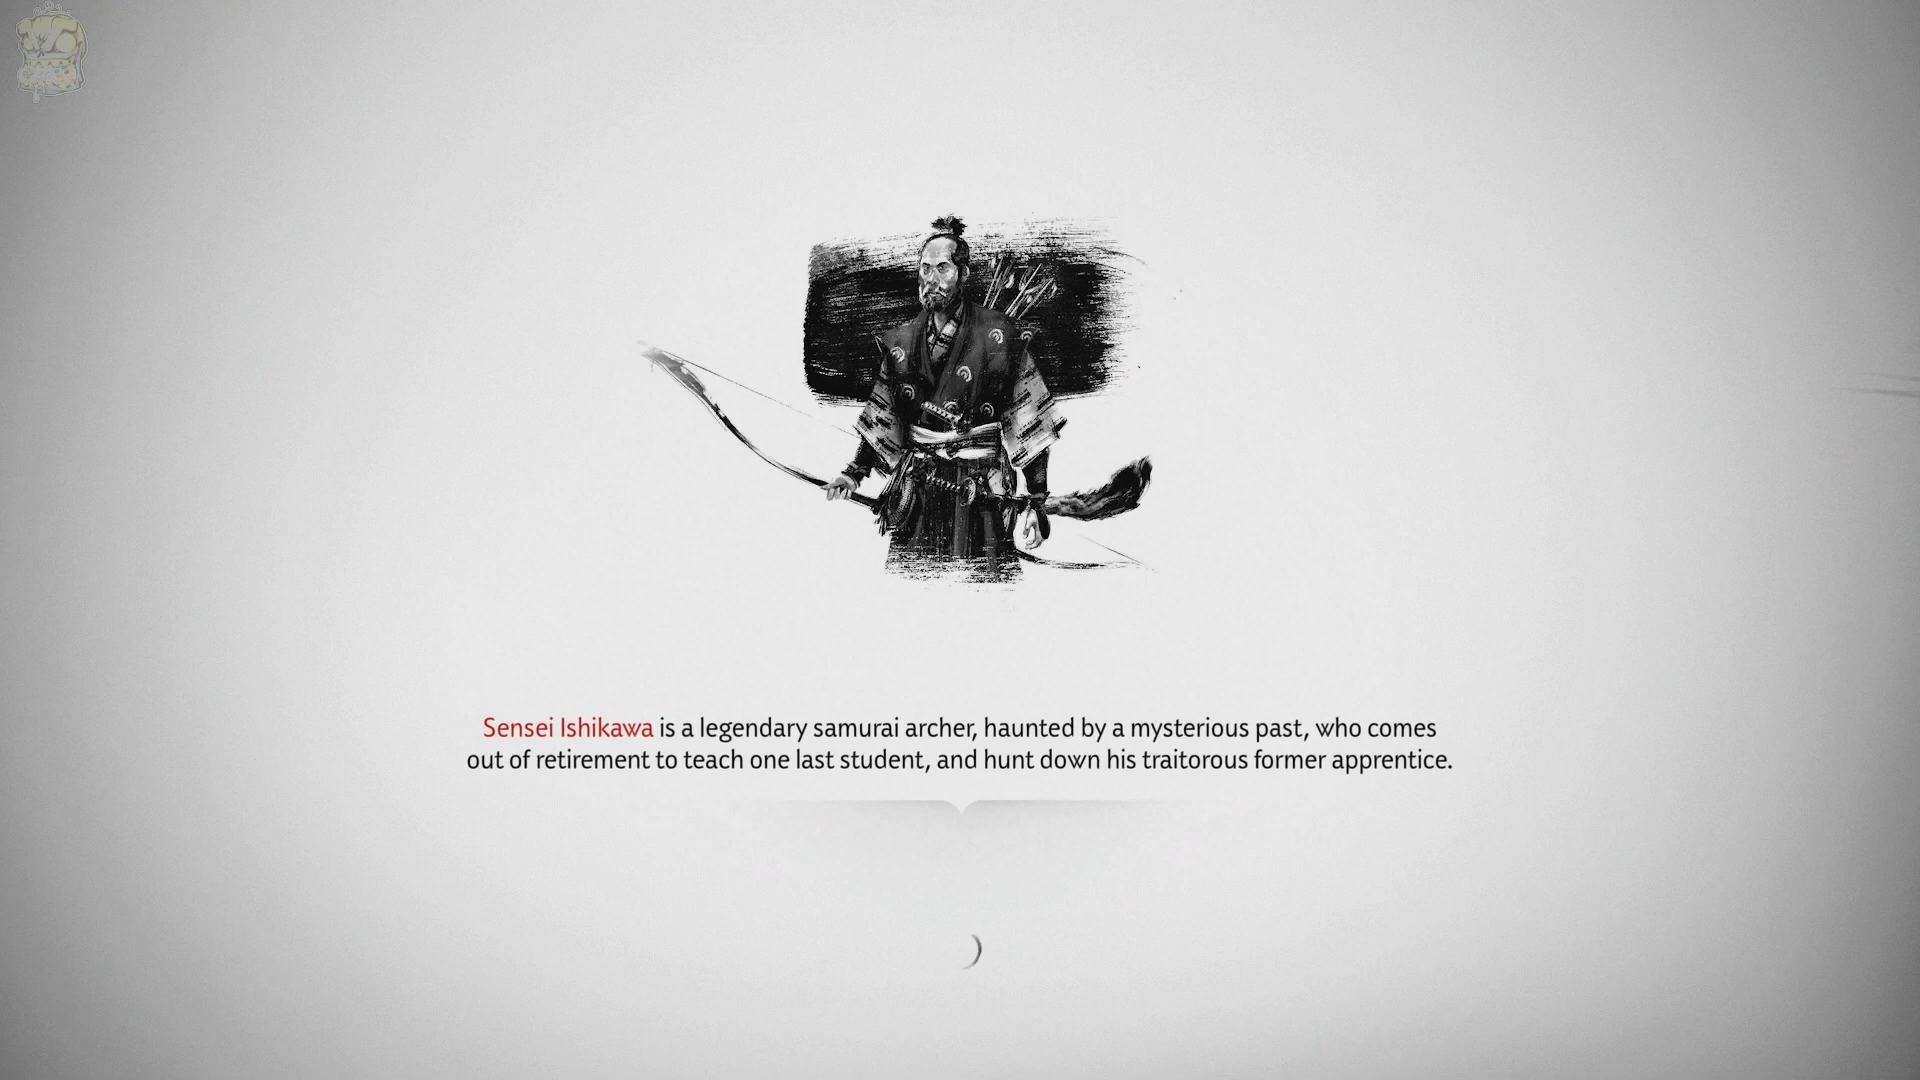 Sensei Ishikawa is a legendary samurai archer, haunted by a mysterious past, who comes
out of retirement to teach one last student, and hunt down his traitorous former apprentice.